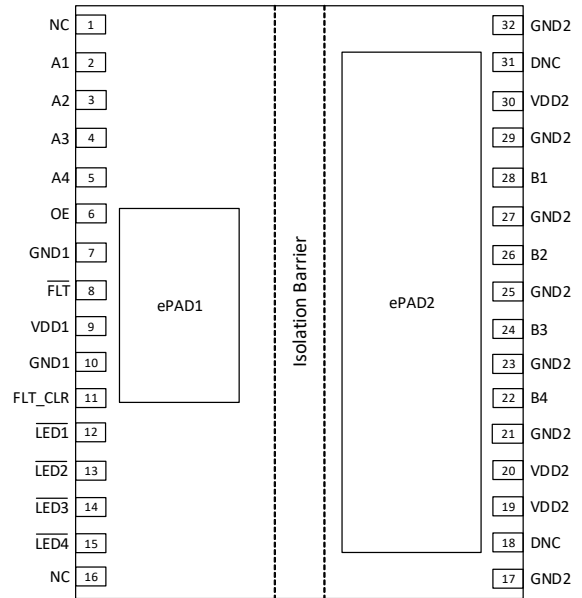 NC 1
A1 2
A2 3
A3 4
A4 5
OE 6
GND1 7
FLT 8
VDD1 9
GND1 10
FLT_CLR 11
LED1 12
LED2 13
LED3 14
LED4 15
NC 16
ePAD1
Isolation Barrier
ePAD2
32 GND2
31 DNC
30 VDD2
29 GND2
28 B1
27 GND2
26 B2
25 GND2
24 B3
23 GND2
22 B4
21 GND2
20 VDD2
19 VDD2
18 DNC
17 GND2